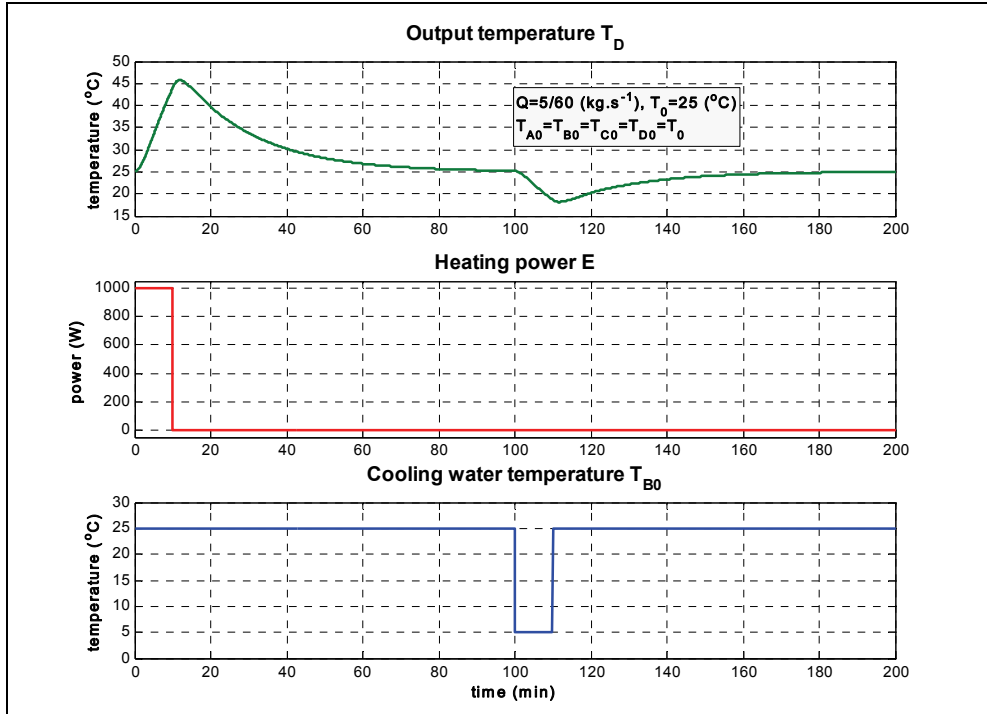 Output temperature T_D
temperature (°C)
50
45
40
35
30
25
20
15
Q=5/60 (kg.s⁻¹), T₀=25 (°C)
T_A0=T_B0=T_C0=T_D0=T₀
0 20 40 60 80 100 120 140 160 180 200
Heating power E
power (W)
1000
800
600
400
200
0
0 20 40 60 80 100 120 140 160 180 200
Cooling water temperature T_B0
temperature (°C)
30
25
20
15
10
5
0
0 20 40 60 80 100 120 140 160 180 200
time (min)